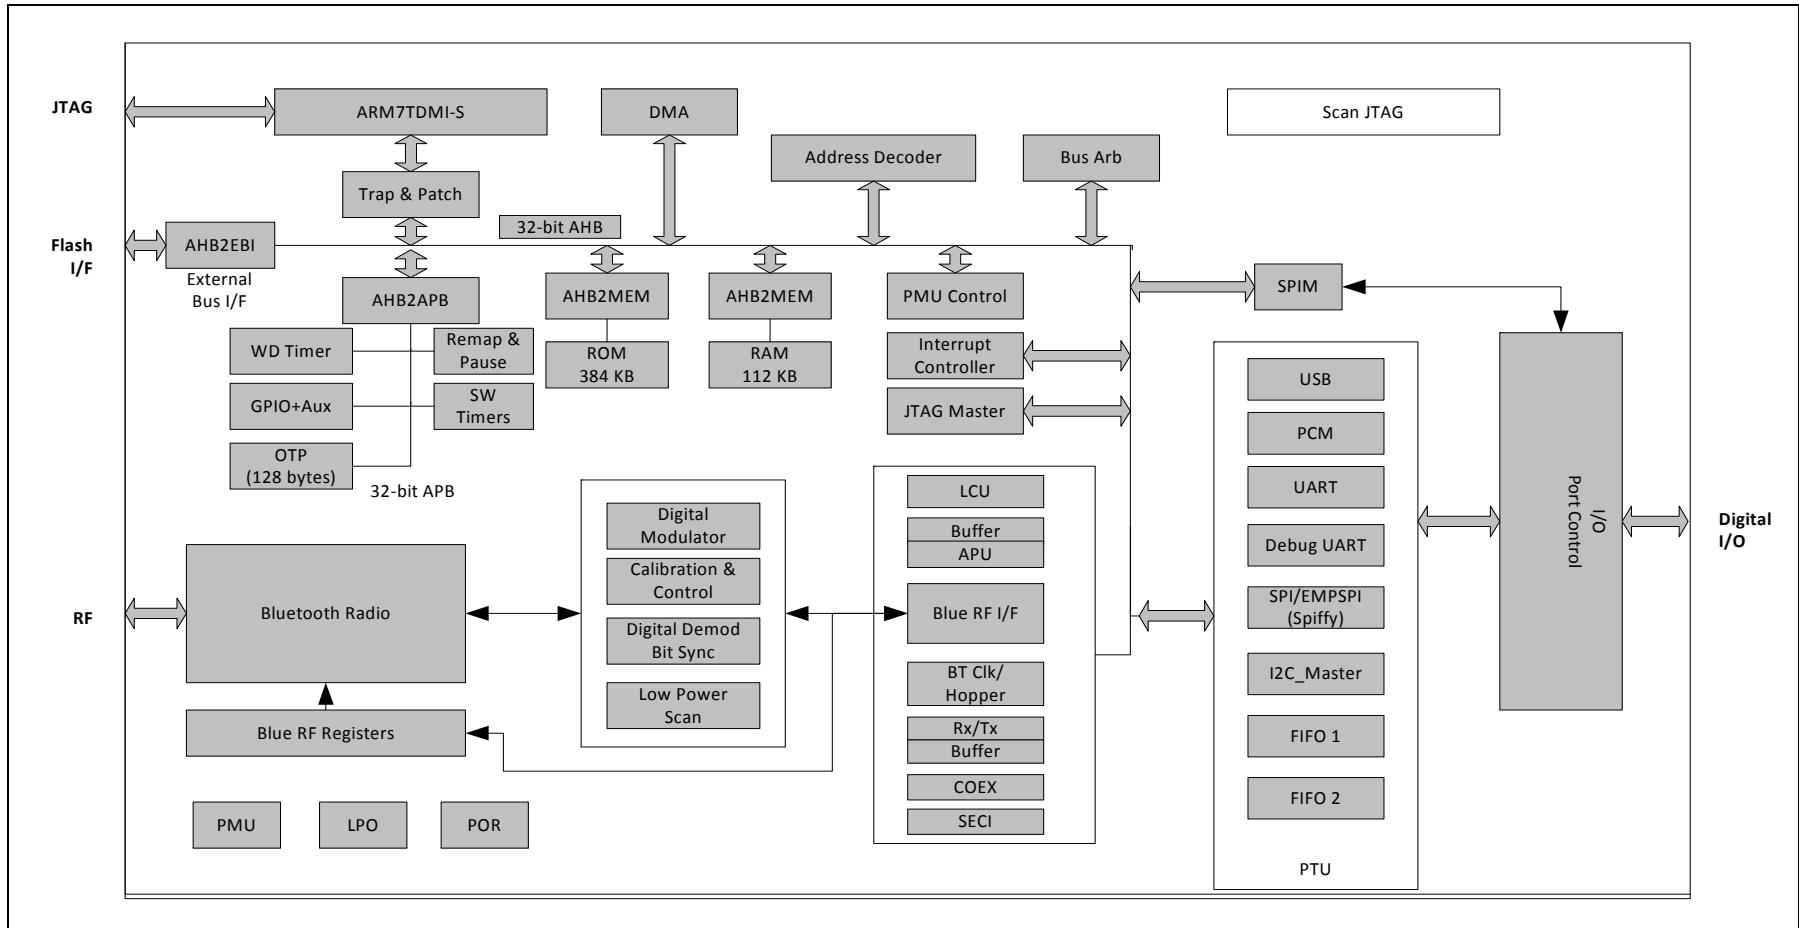 JTAG
ARM7TDMI-S
DMA
Scan JTAG
Address Decoder
Bus Arb
Trap & Patch
32-bit AHB
Flash
I/F
AHB2EBI
External
Bus I/F
AHB2APB
AHB2MEM
AHB2MEM
PMU Control
SPIM
WD Timer
Remap &
Pause
ROM
384 KB
RAM
112 KB
Interrupt
Controller
GPIO+Aux
SW
Timers
JTAG Master
OTP
(128 bytes)
32-bit APB
USB
PCM
UART
Debug UART
SPI/EMPSPI
(Spiffy)
I2C_Master
FIFO 1
FIFO 2
PTU
I/O
Port Control
Digital
I/O
LCU
Buffer
APU
Blue RF I/F
BT Clk/
Hopper
Rx/Tx
Buffer
COEX
SECI
Digital
Modulator
Calibration &
Control
Digital Demod
Bit Sync
Low Power
Scan
RF
Bluetooth Radio
Blue RF Registers
PMU
LPO
POR